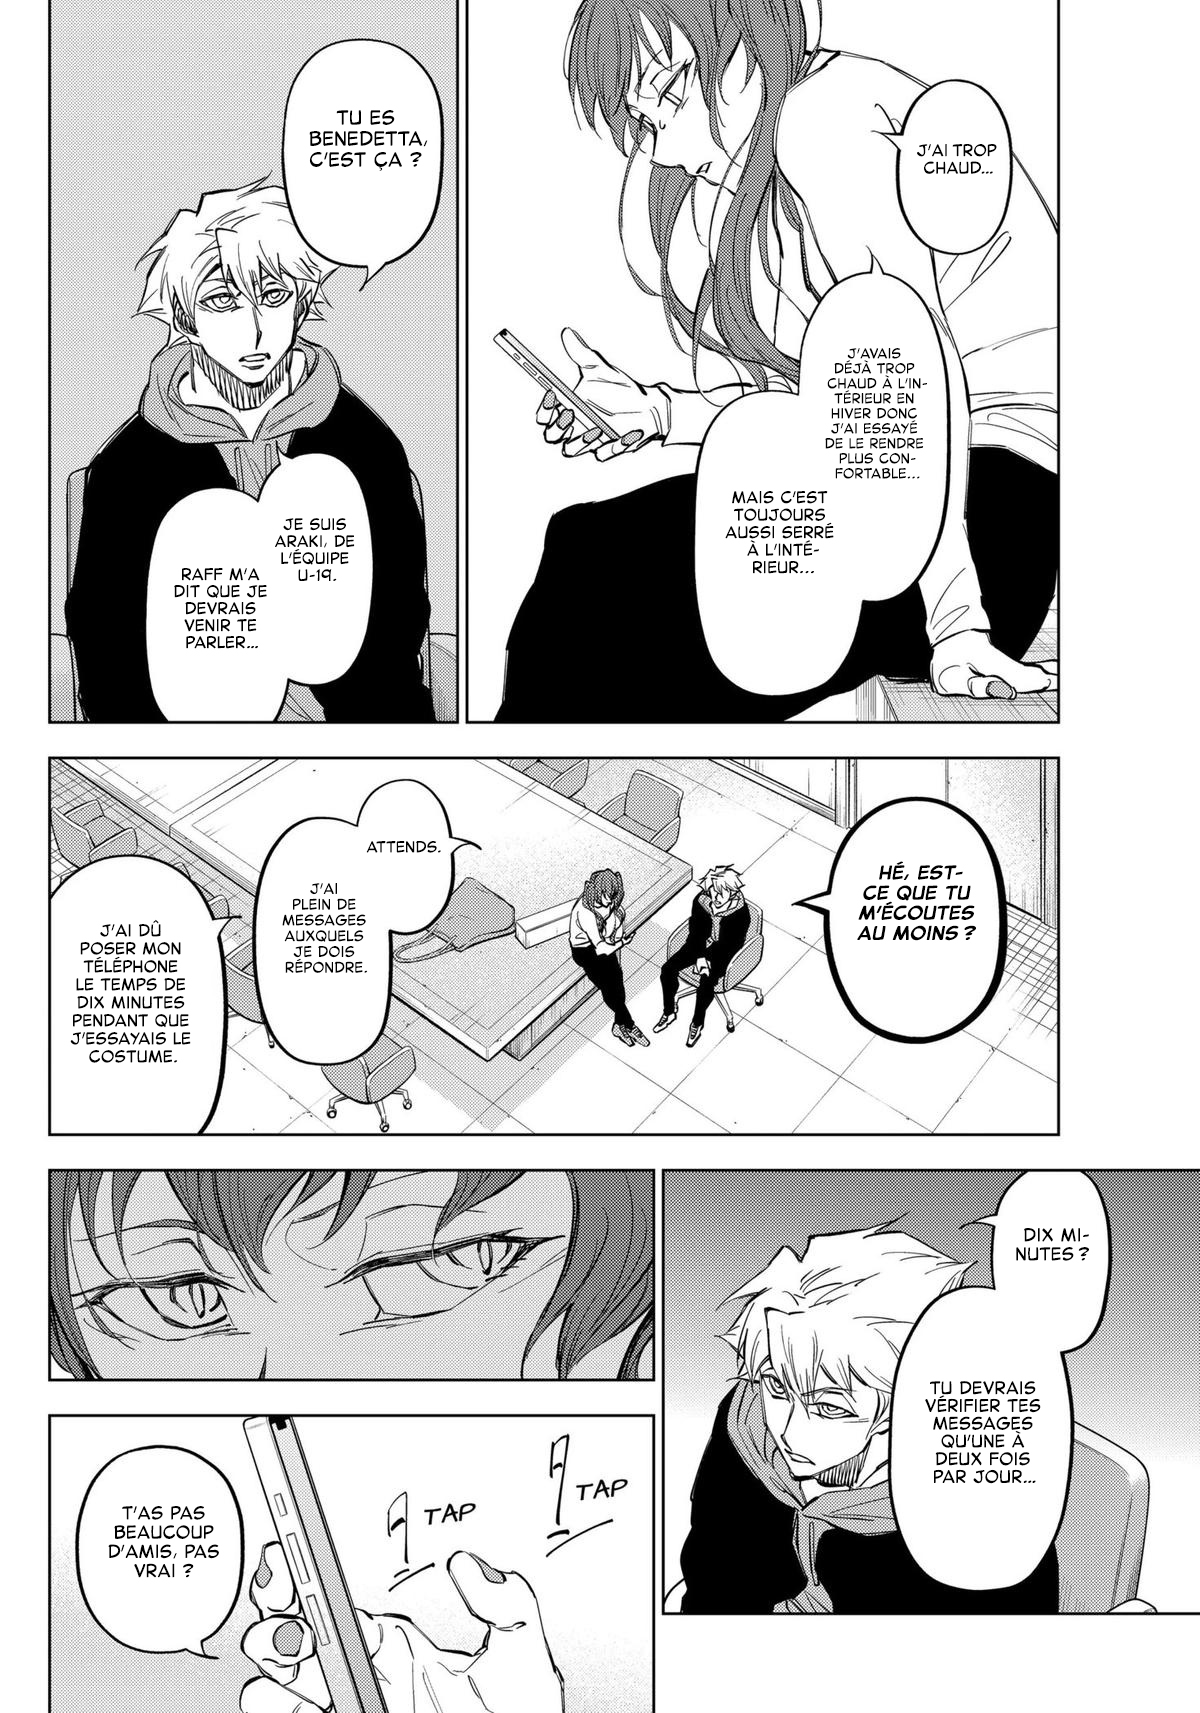 J'AI TROP
CHAUD...
J'AVAIS
DÉJÀ TROP
CHAUD À L'IN-
TÉRIEUR EN
HIVER DONC
J'AI ESSAYÉ
DE LE RENDRE
PLUS CON-
FORTABLE...
MAIS C'EST
TOUJOURS
AUSSI SERRÉ
À L'INTÉ-
RIEUR...
TU ES
BENEDETTA,
C'EST ÇA ?
JE SUIS
ARAKI, DE
L'ÉQUIPE
U-19.
RAFF M'A
DIT QUE JE
DEVRAIS
VENIR TE
PARLER...
HÉ, EST-
CE QUE TU
M'ÉCOUTES
AU MOINS ?
ATTENDS.
J'AI
PLEIN DE
MESSAGES
AUXQUELS
JE DOIS
RÉPONDRE.
J'AI DÛ
POSER MON
TÉLÉPHONE
LE TEMPS DE
DIX MINUTES
PENDANT QUE
J'ESSAYAIS LE
COSTUME.
DIX MI-
NUTES ?
TU DEVRAIS
VÉRIFIER TES
MESSAGES
QU'UNE À
DEUX FOIS
PAR JOUR...
TAP
TAP
T'AS PAS
BEAUCOUP
D'AMIS, PAS
VRAI ?